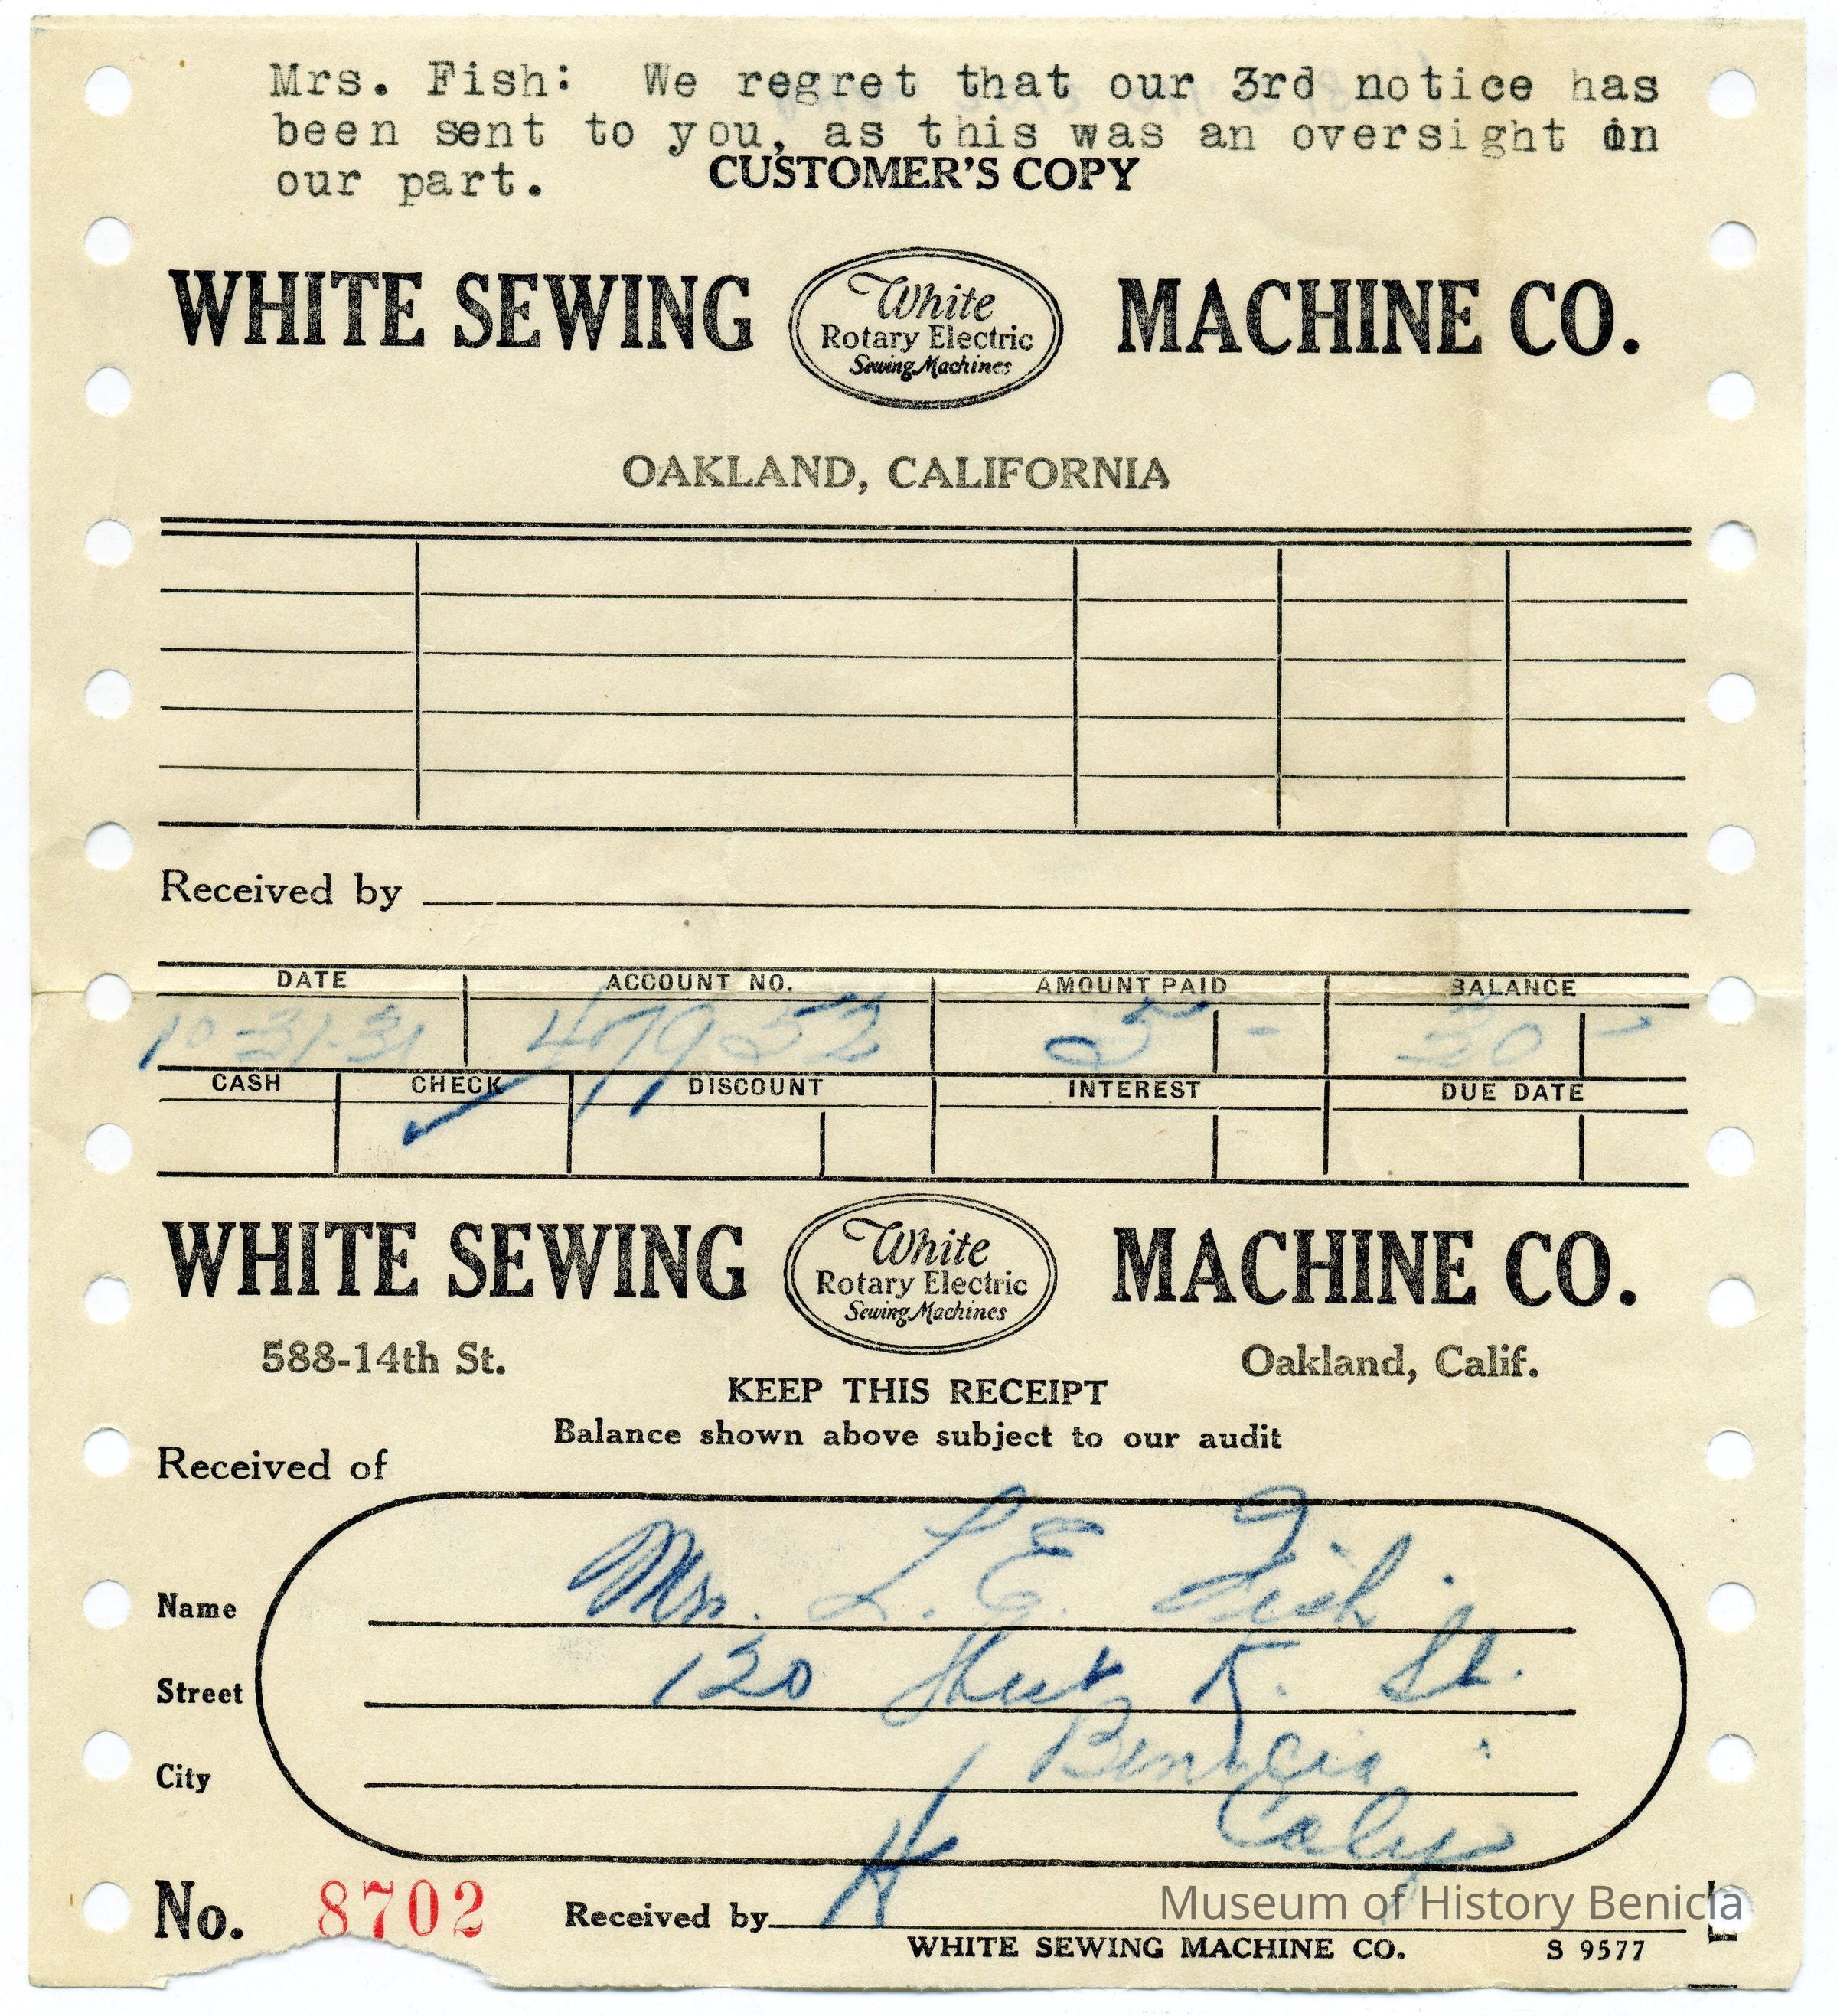 Mrs. Fish: We regret that our 3rd notice has
been sent to you, as this was an oversight on
our part.
CUSTOMER'S COPY
WHITE SEWING MACHINE CO.
White
Rotary Electric
Sewing Machines
OAKLAND, CALIFORNIA
Received by
DATE ACCOUNT NO. AMOUNT PAID BALANCE
10-31-31 47952 5 - 30 -
CASH CHECK DISCOUNT INTEREST DUE DATE
WHITE SEWING MACHINE CO.
White
Rotary Electric
Sewing Machines
588-14th St. Oakland, Calif.
KEEP THIS RECEIPT
Balance shown above subject to our audit
Received of
Name Mrs. L. E. Fish
Street 120 West K. St.
City Benicia
Calif
No. 8702 Received by H
Museum of History Benicia
WHITE SEWING MACHINE CO. S 9577